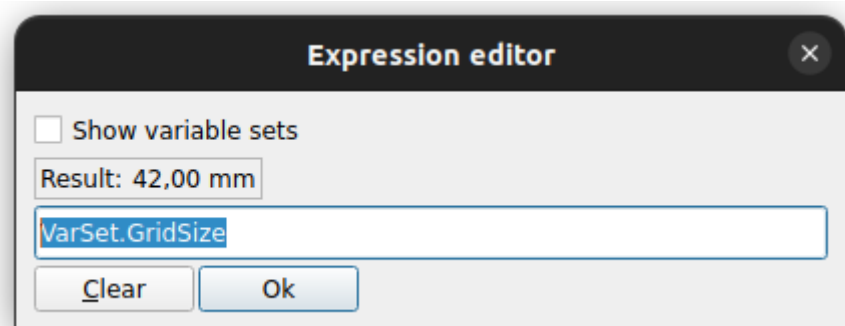 Expression editor
Show variable sets
Result: 42,00 mm
VarSet.GridSize
Clear Ok